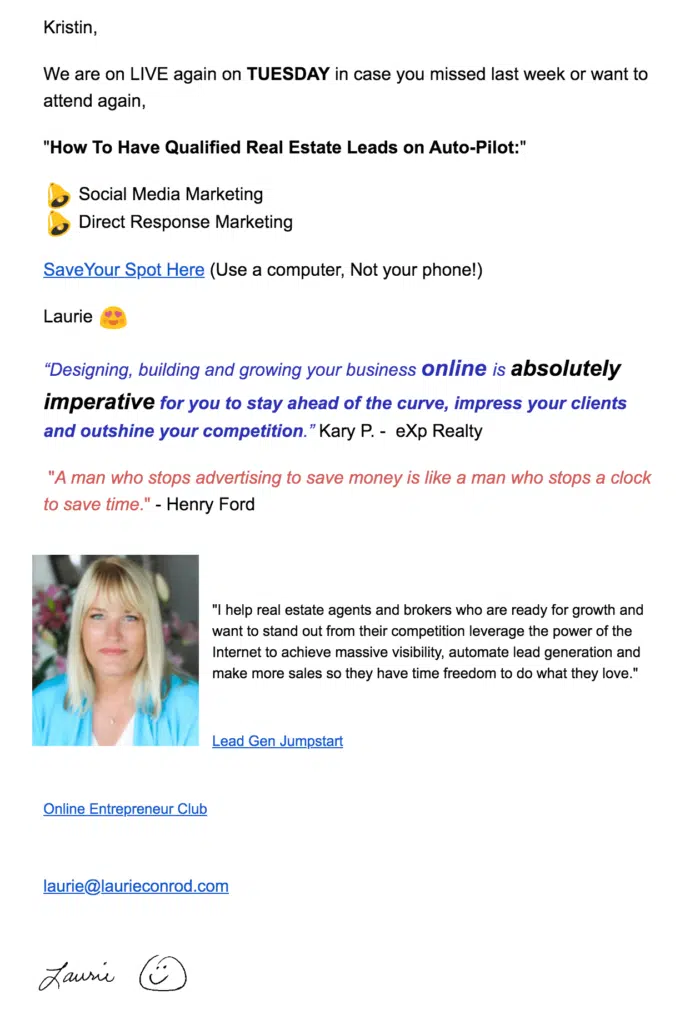 Kristin,
We are on LIVE again on TUESDAY in case you missed last week or want to
attend again,
"How To Have Qualified Real Estate Leads on Auto-Pilot:"
Social Media Marketing
Direct Response Marketing
SaveYour Spot Here (Use a computer, Not your phone!)
Laurie
“Designing, building and growing your business online is absolutely
imperative for you to stay ahead of the curve, impress your clients
and outshine your competition.” Kary P. - eXp Realty
"A man who stops advertising to save money is like a man who stops a clock
to save time." - Henry Ford
"I help real estate agents and brokers who are ready for growth and
want to stand out from their competition leverage the power of the
Internet to achieve massive visibility, automate lead generation and
make more sales so they have time freedom to do what they love."
Lead Gen Jumpstart
Online Entrepreneur Club
laurie@laurieconrod.com
Laurie